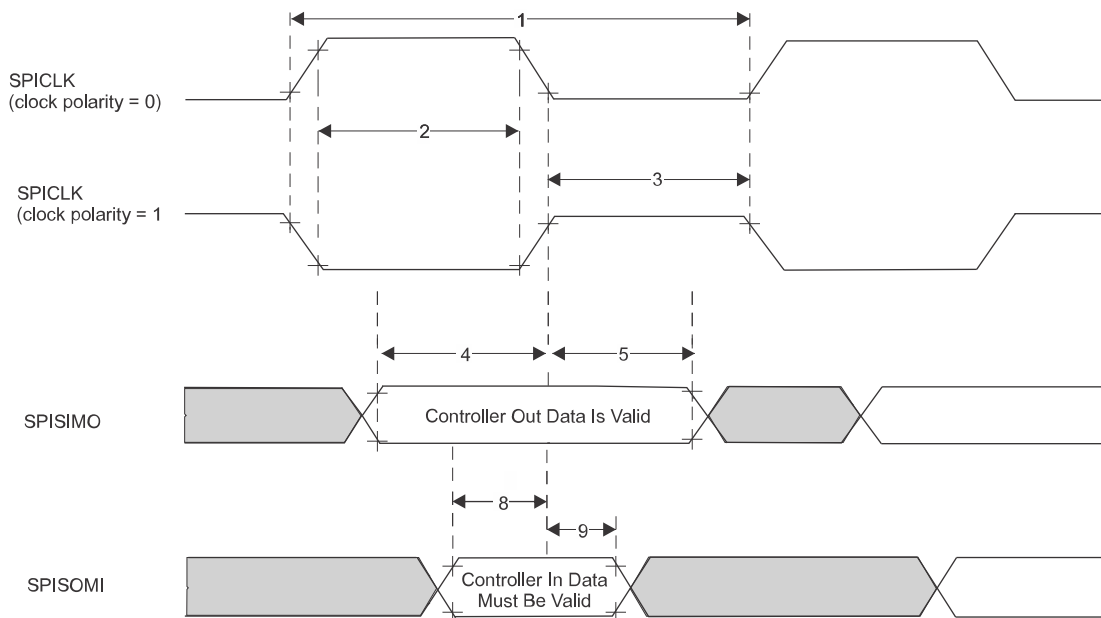 1
SPICLK
(clock polarity = 0)
2
3
SPICLK
(clock polarity = 1
4
5
SPISIMO
Controller Out Data Is Valid
8
9
SPISOMI
Controller In Data
Must Be Valid